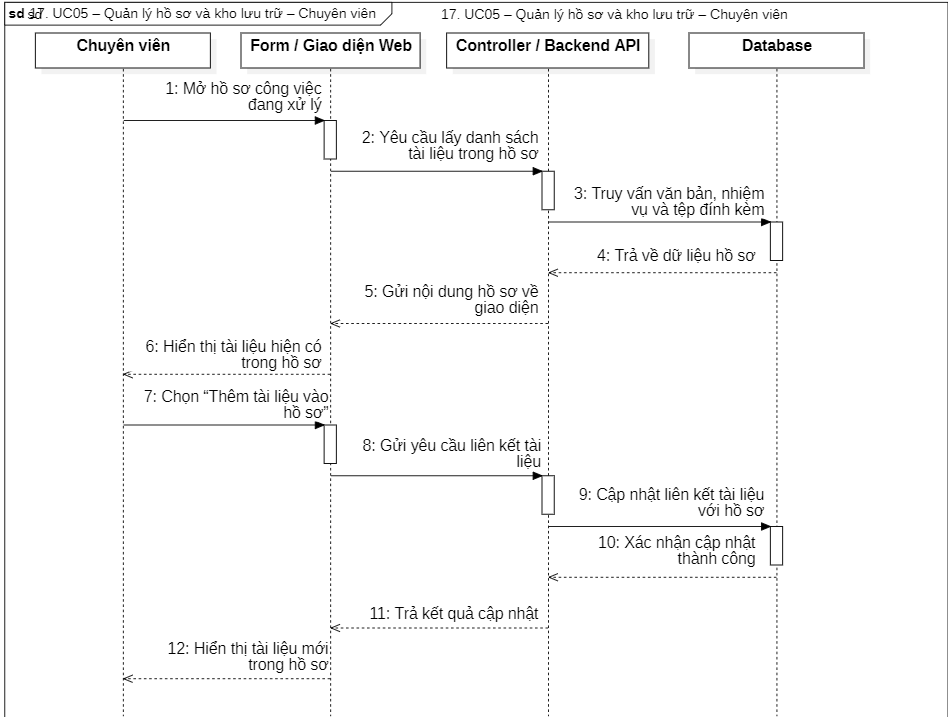 sd 17. UC05 – Quản lý hồ sơ và kho lưu trữ – Chuyên viên
17. UC05 – Quản lý hồ sơ và kho lưu trữ – Chuyên viên
Chuyên viên
Form / Giao diện Web
Controller / Backend API
Database
1: Mở hồ sơ công việc
đang xử lý
2: Yêu cầu lấy danh sách
tài liệu trong hồ sơ
3: Truy vấn văn bản, nhiệm
vụ và tệp đính kèm
4: Trả về dữ liệu hồ sơ
5: Gửi nội dung hồ sơ về
giao diện
6: Hiển thị tài liệu hiện có
trong hồ sơ
7: Chọn “Thêm tài liệu vào
hồ sơ”
8: Gửi yêu cầu liên kết tài
liệu
9: Cập nhật liên kết tài liệu
với hồ sơ
10: Xác nhận cập nhật
thành công
11: Trả kết quả cập nhật
12: Hiển thị tài liệu mới
trong hồ sơ